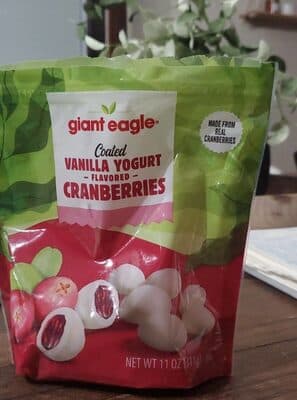 giant eagle
Coated
VANILLA YOGURT
- FLAVORED -
CRANBERRIES
MADE FROM
REAL
CRANBERRIES
NET WT 11 OZ